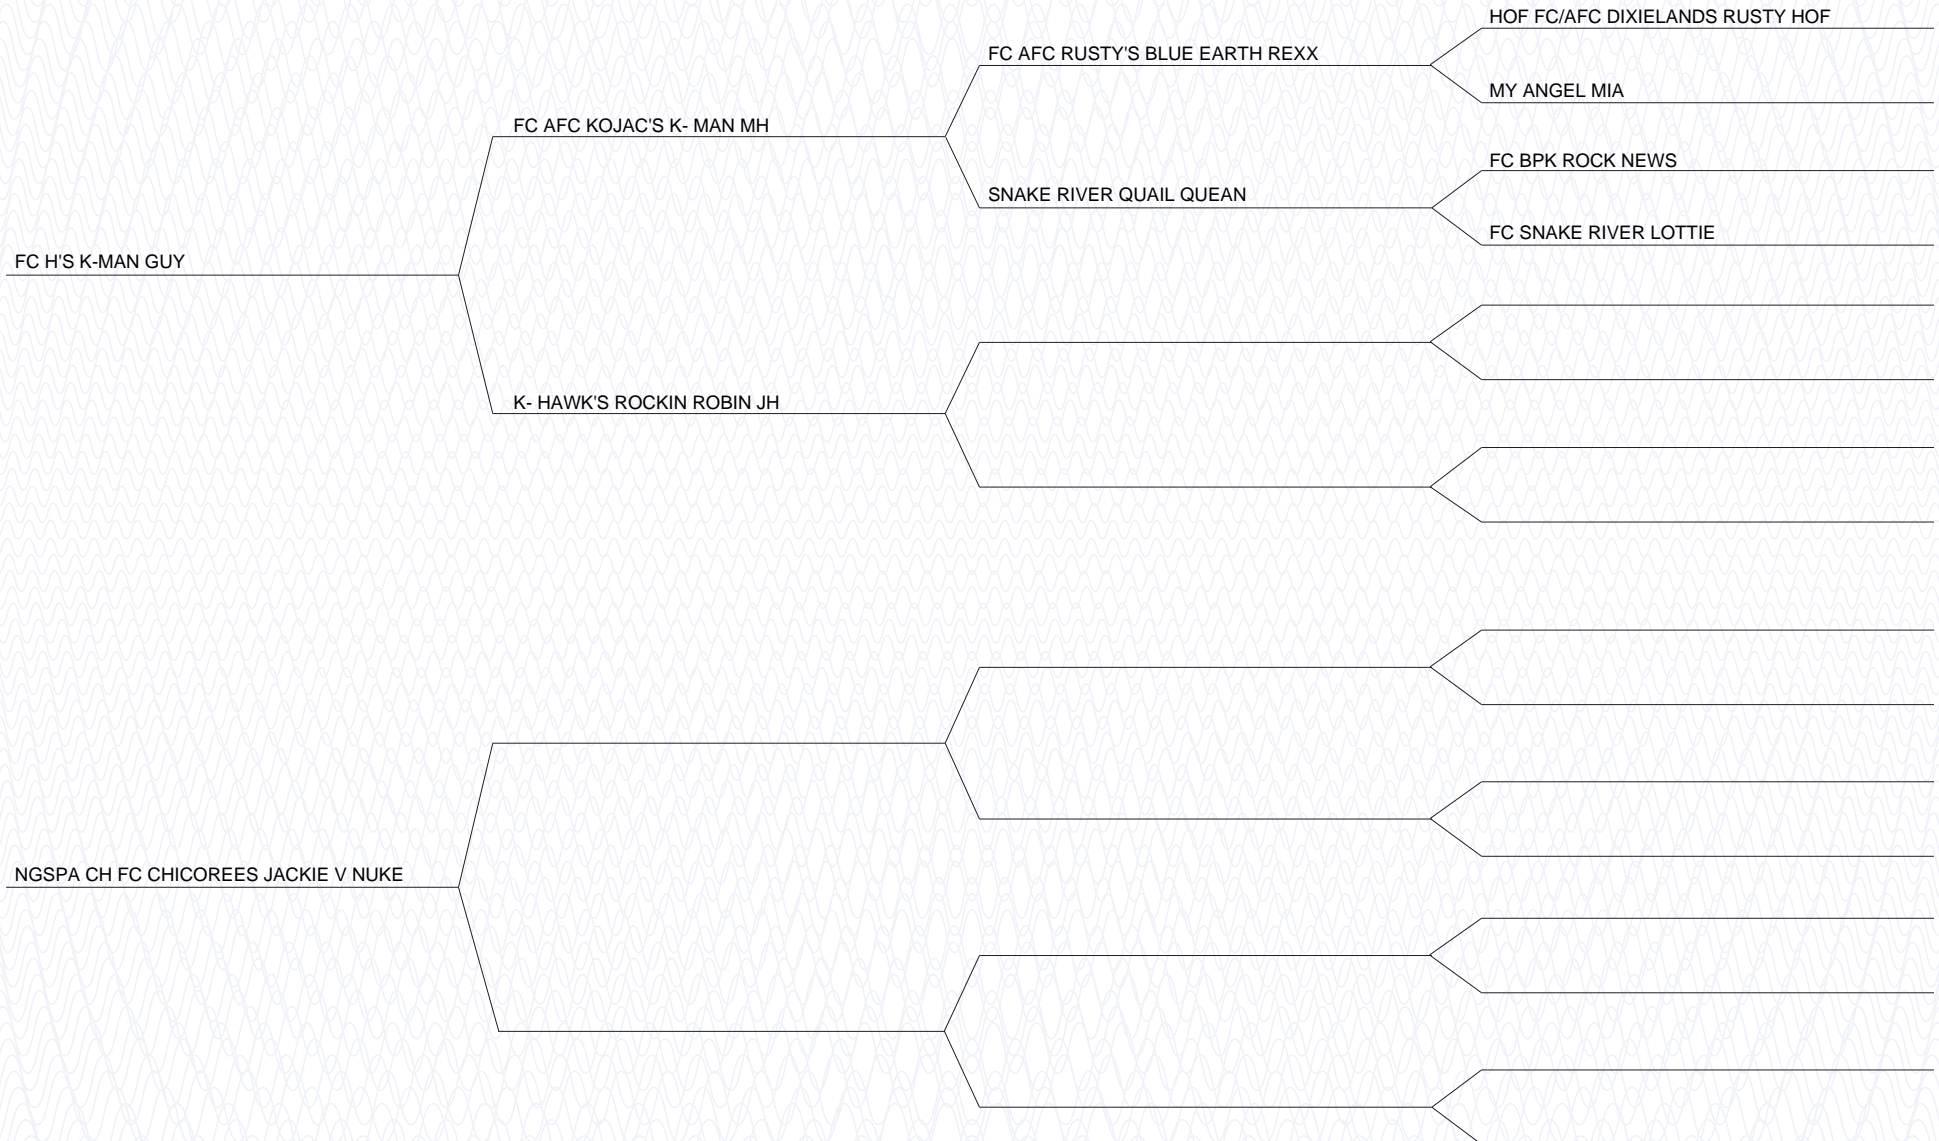 HOF FC/AFC DIXIELANDS RUSTY HOF
FC AFC RUSTY'S BLUE EARTH REXX
MY ANGEL MIA
FC AFC KOJAC'S K- MAN MH
FC BPK ROCK NEWS
SNAKE RIVER QUAIL QUEAN
FC SNAKE RIVER LOTTIE
FC H'S K-MAN GUY
K- HAWK'S ROCKIN ROBIN JH
NGSPA CH FC CHICOREES JACKIE V NUKE